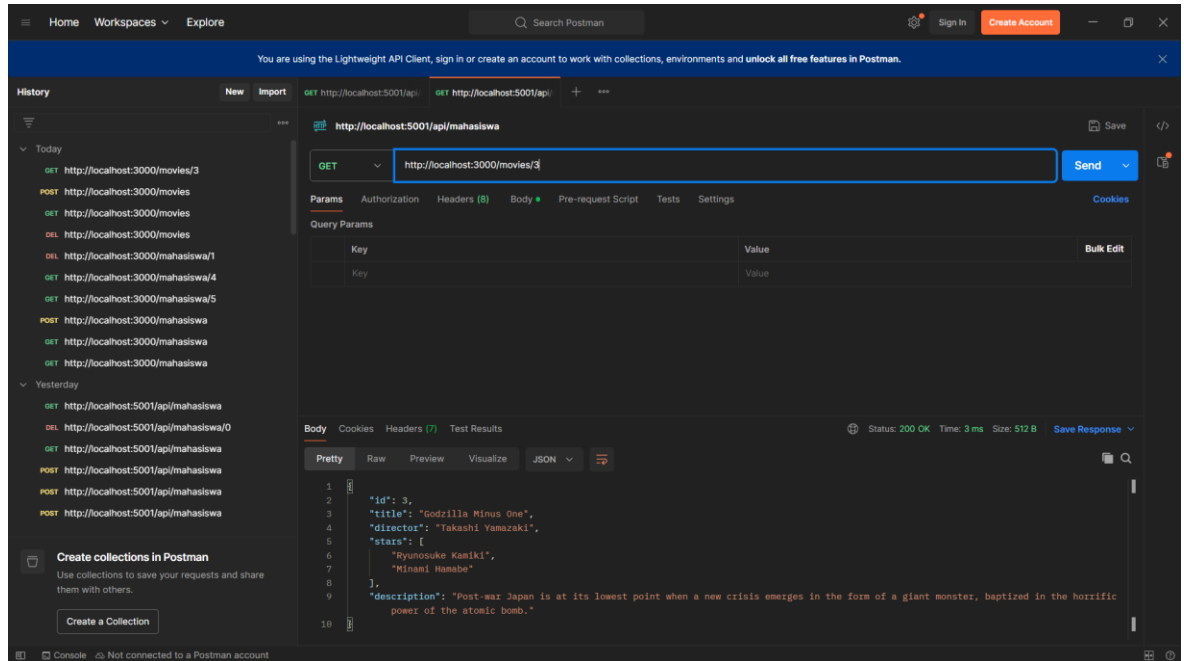 Home Workspaces Explore Search Postman Sign In Create Account
You are using the Lightweight API Client, sign in or create an account to work with collections, environments and unlock all free features in Postman.
History New Import GET http://localhost:5001/api/ GET http://localhost:5001/api/
HTTP http://localhost:5001/api/mahasiswa Save
Today
GET http://localhost:3000/movies/3
POST http://localhost:3000/movies
GET http://localhost:3000/movies
DEL http://localhost:3000/movies
DEL http://localhost:3000/mahasiswa/1
GET http://localhost:3000/mahasiswa/4
GET http://localhost:3000/mahasiswa/5
POST http://localhost:3000/mahasiswa
GET http://localhost:3000/mahasiswa
GET http://localhost:3000/mahasiswa
Yesterday
GET http://localhost:5001/api/mahasiswa
DEL http://localhost:5001/api/mahasiswa/0
GET http://localhost:5001/api/mahasiswa
POST http://localhost:5001/api/mahasiswa
POST http://localhost:5001/api/mahasiswa
POST http://localhost:5001/api/mahasiswa
Create collections in Postman
Use collections to save your requests and share
them with others.
Create a Collection
GET http://localhost:3000/movies/3 Send
Params Authorization Headers (8) Body Pre-request Script Tests Settings Cookies
Query Params
Key Value Bulk Edit
Key Value
Body Cookies Headers (7) Test Results Status: 200 OK Time: 3 ms Size: 512 B Save Response
Pretty Raw Preview Visualize JSON
1 {
2 "id": 3,
3 "title": "Godzilla Minus One",
4 "director": "Takashi Yamazaki",
5 "stars": [
6 "Ryunosuke Kamiki",
7 "Minami Hamabe"
8 ],
9 "description": "Post-war Japan is at its lowest point when a new crisis emerges in the form of a giant monster, baptized in the horrific
power of the atomic bomb."
10 }
Console Not connected to a Postman account